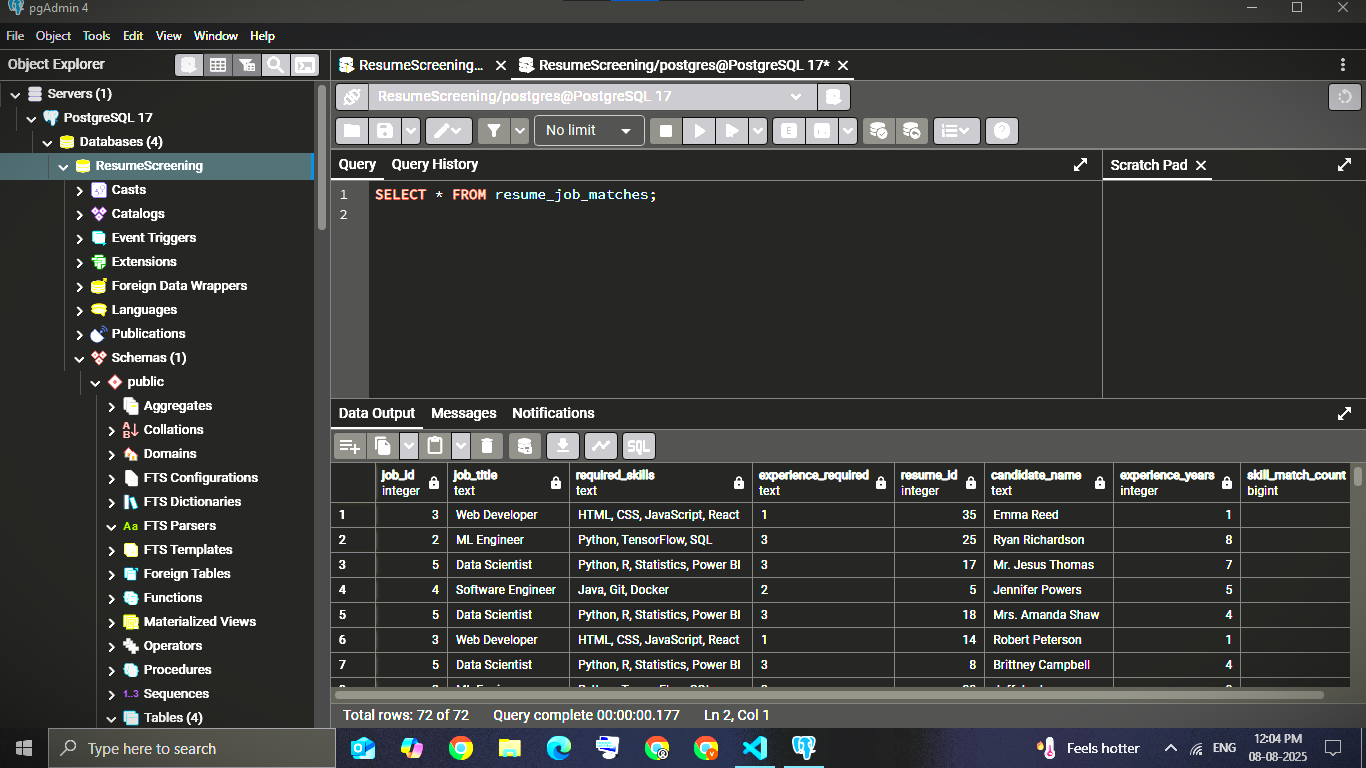 pgAdmin 4
File Object Tools Edit View Window Help
Object Explorer
Servers (1)
PostgreSQL 17
Databases (4)
ResumeScreening
Casts
Catalogs
Event Triggers
Extensions
Foreign Data Wrappers
Languages
Publications
Schemas (1)
public
Aggregates
Collations
Domains
FTS Configurations
FTS Dictionaries
Aa FTS Parsers
FTS Templates
Foreign Tables
Functions
Materialized Views
Operators
Procedures
1..3 Sequences
Tables (4)
ResumeScreening... ResumeScreening/postgres@PostgreSQL 17*
ResumeScreening/postgres@PostgreSQL 17
No limit E
Query Query History Scratch Pad
1 SELECT * FROM resume_job_matches;
2
Data Output Messages Notifications
SQL
job_id job_title required_skills experience_required resume_id candidate_name experience_years skill_match_count
integer text text text integer text integer bigint
1 3 Web Developer HTML, CSS, JavaScript, React 1 35 Emma Reed 1
2 2 ML Engineer Python, TensorFlow, SQL 3 25 Ryan Richardson 8
3 5 Data Scientist Python, R, Statistics, Power BI 3 17 Mr. Jesus Thomas 7
4 4 Software Engineer Java, Git, Docker 2 5 Jennifer Powers 5
5 5 Data Scientist Python, R, Statistics, Power BI 3 18 Mrs. Amanda Shaw 4
6 3 Web Developer HTML, CSS, JavaScript, React 1 14 Robert Peterson 1
7 5 Data Scientist Python, R, Statistics, Power BI 3 8 Brittney Campbell 4
Total rows: 72 of 72 Query complete 00:00:00.177 Ln 2, Col 1
Type here to search Feels hotter ENG 12:04 PM
08-08-2025